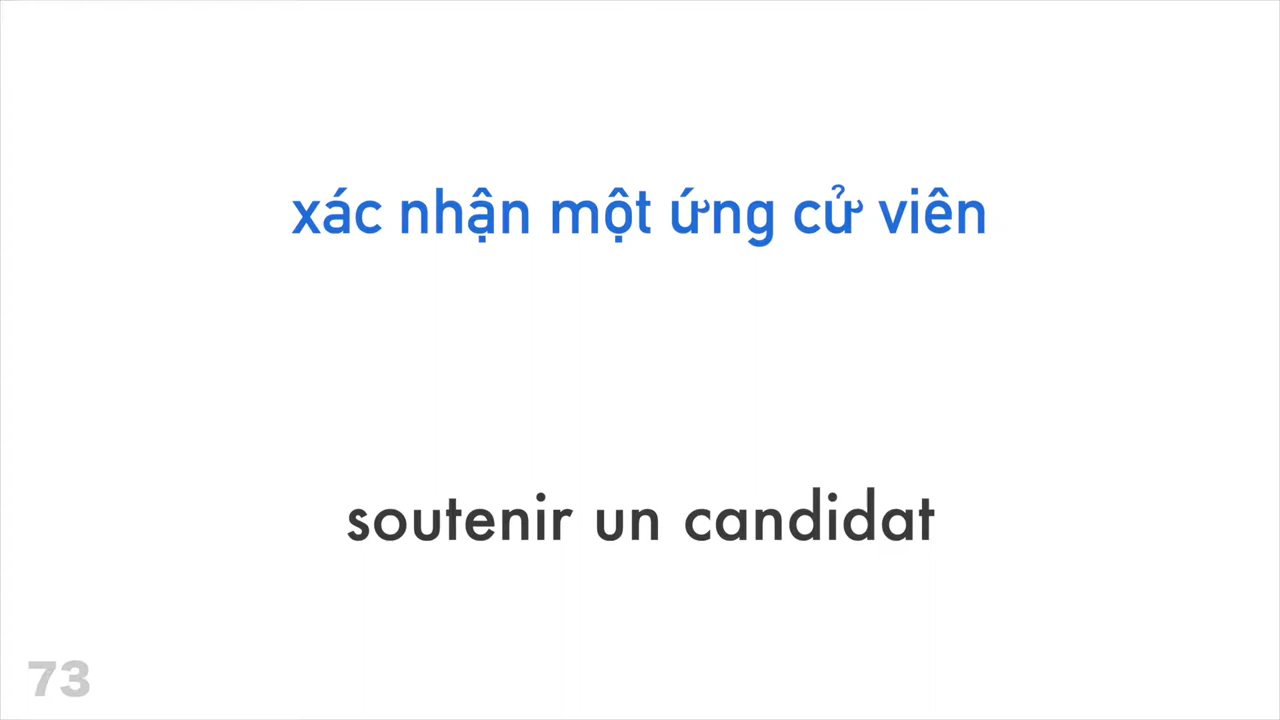 xác nhận một ứng cử viên
soutenir un candidat
73